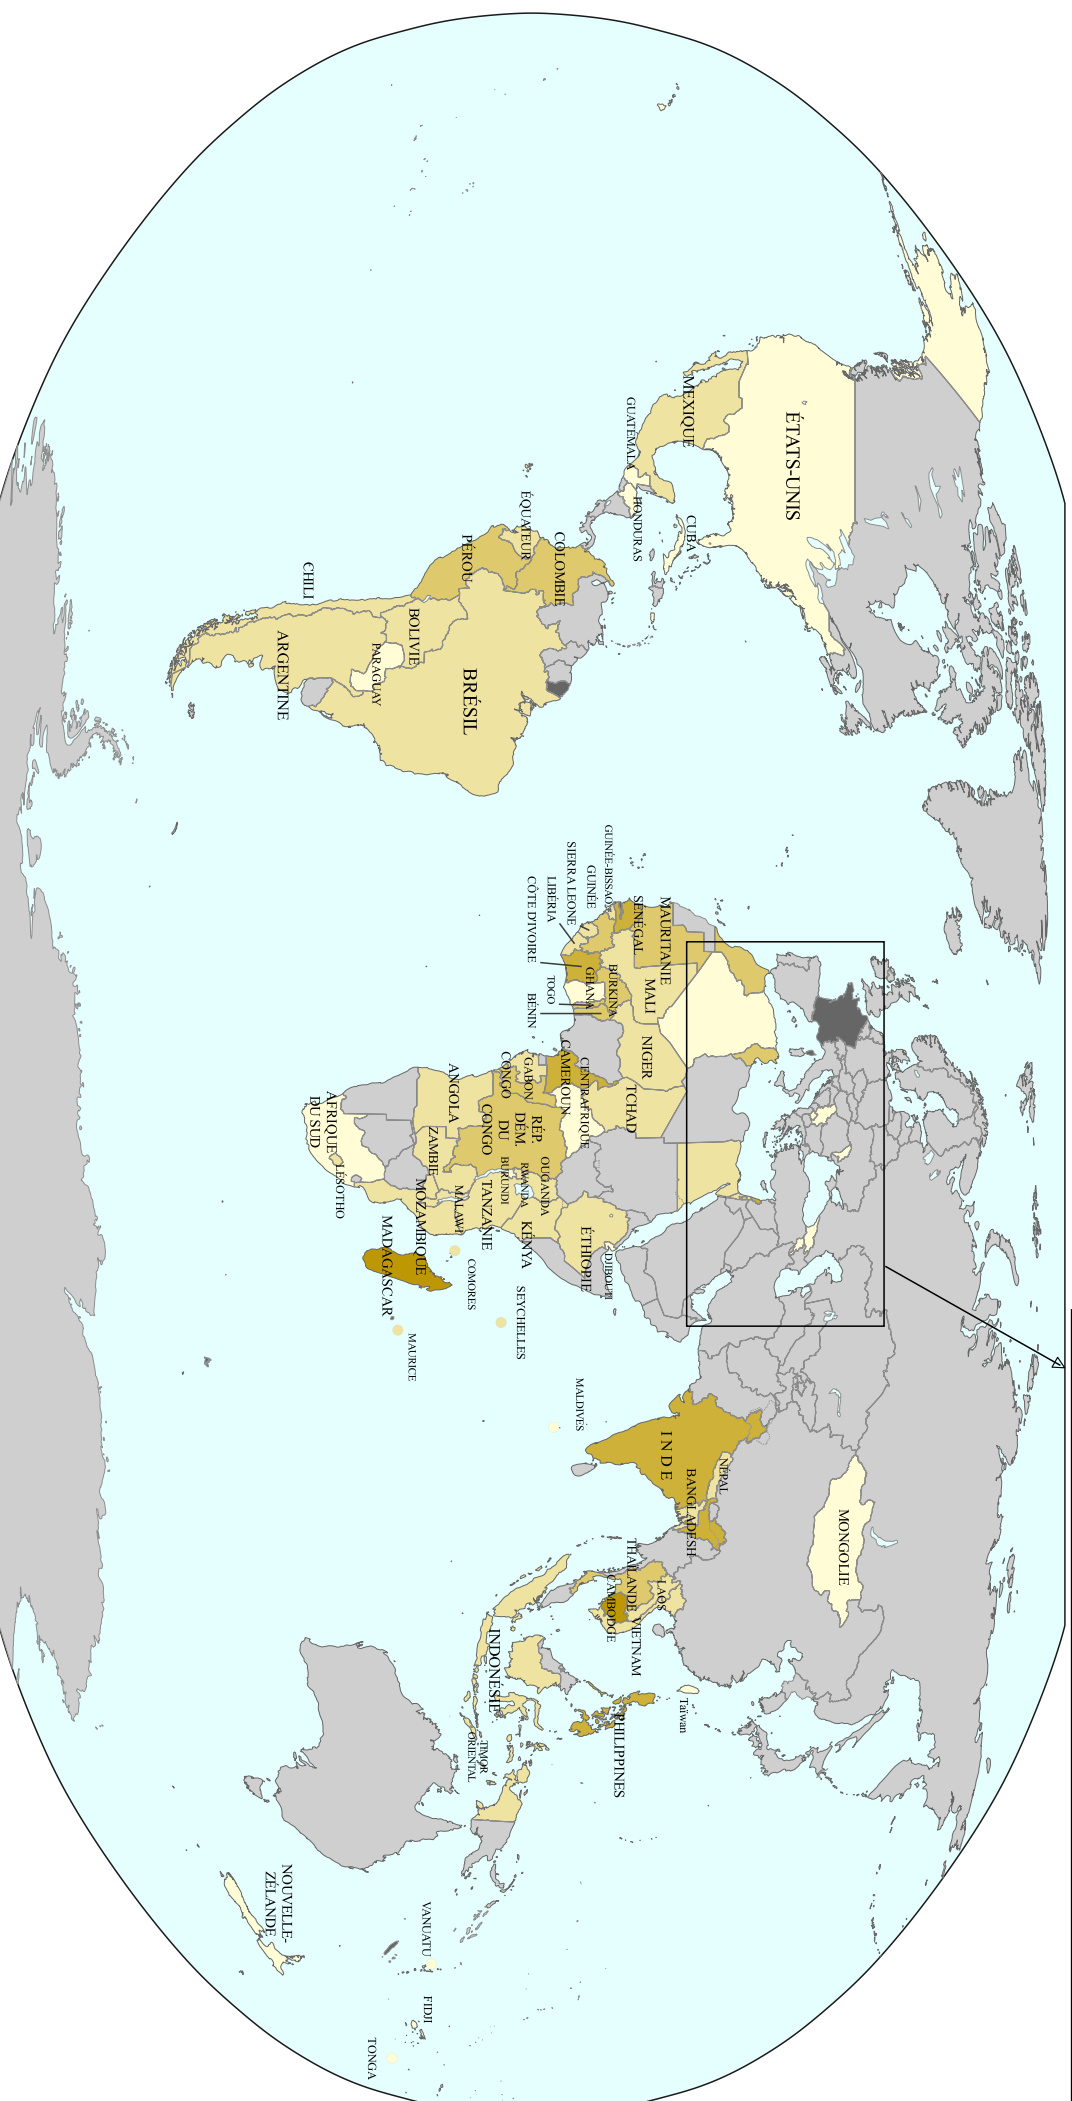 ÉTATS-UNIS
MEXIQUE
GUATEMALA
HONDURAS
CUBA
COLOMBIE
ÉQUATEUR
PÉROU
BRÉSIL
BOLIVIE
PARAGUAY
CHILI
ARGENTINE
MAURITANIE
SÉNÉGAL
GUINÉE-BISSAO
GUINÉE
SIERRA LEONE
LIBÉRIA
CÔTE D'IVOIRE
MALI
BURKINA
GHANA
TOGO
BÉNIN
NIGER
TCHAD
CENTRAFRIQUE
CAMEROUN
GABON
CONGO
RÉP.
DÉM.
DU
CONGO
OUGANDA
RWANDA
BURUNDI
ÉTHIOPIE
DJIBOUTI
KÉNYA
TANZANIE
ANGOLA
ZAMBIE
MALAWI
MOZAMBIQUE
MADAGASCAR
AFRIQUE
DU SUD
LÉSOTHO
COMORES
SEYCHELLES
MAURICE
MALDIVES
INDE
NÉPAL
BANGLADESH
MONGOLIE
THAÏLANDE
LAOS
CAMBODGE
VIETNAM
Taïwan
PHILIPPINES
INDONÉSIE
TIMOR
ORIENTAL
NOUVELLE-
ZÉLANDE
VANUATU
FIDJI
TONGA